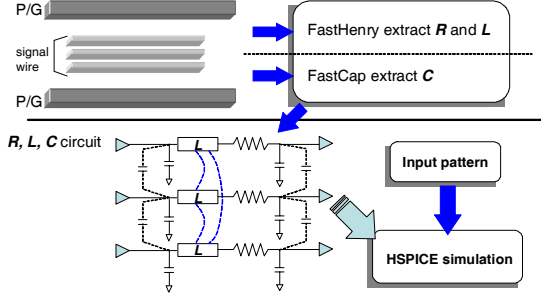 P/G
signal
wire
P/G
FastHenry extract R and L
FastCap extract C
R, L, C circuit
L
L
L
Input pattern
HSPICE simulation